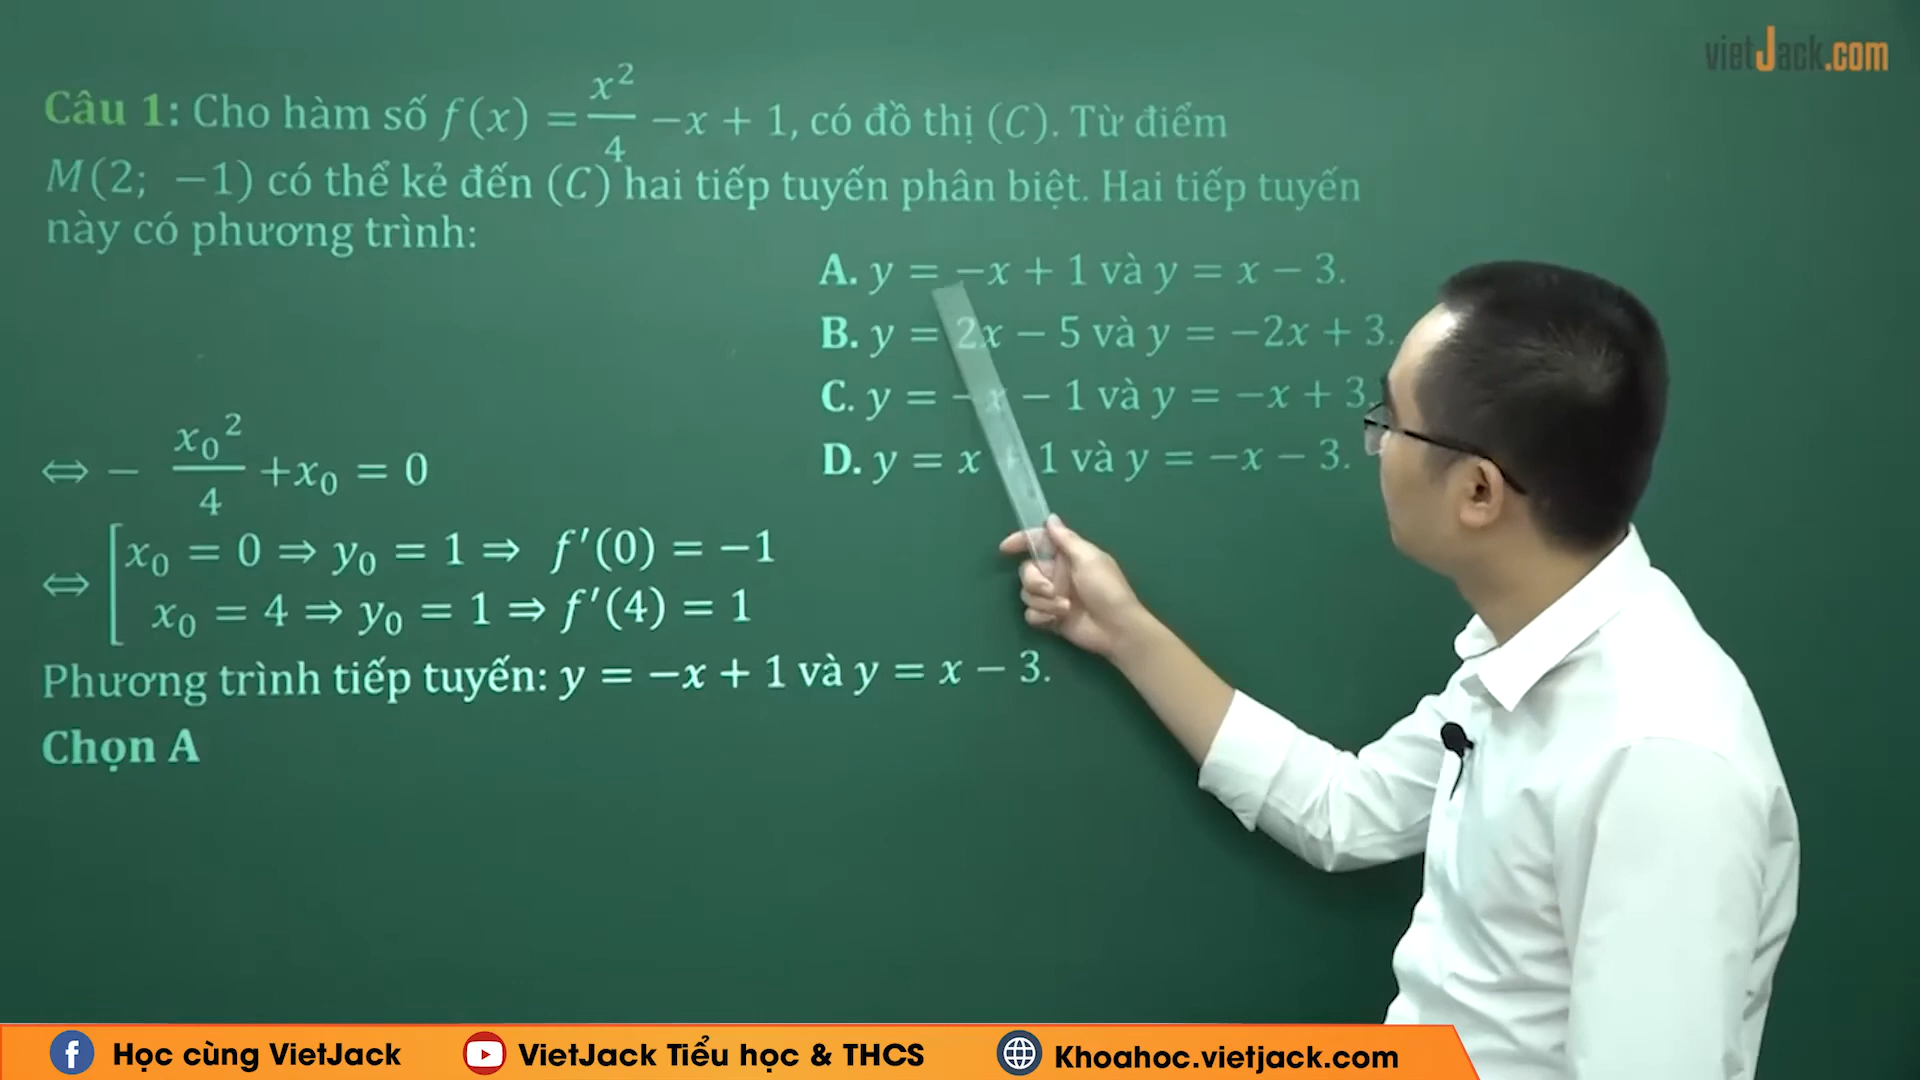 vietJack.com
Câu 1: Cho hàm số f(x) = x²/4 −x + 1, có đồ thị (C). Từ điểm
M(2; −1) có thể kẻ đến (C) hai tiếp tuyến phân biệt. Hai tiếp tuyến
này có phương trình:
A. y = −x + 1 và y = x − 3.
B. y = 2x − 5 và y = −2x + 3.
C. y = −x − 1 và y = −x + 3.
D. y = x + 1 và y = −x − 3.
⇔ − x₀²/4 +x₀ = 0
⇔ [ x₀ = 0 ⇒ y₀ = 1 ⇒ f′(0) = −1
x₀ = 4 ⇒ y₀ = 1 ⇒ f′(4) = 1
Phương trình tiếp tuyến: y = −x + 1 và y = x − 3.
Chọn A
Học cùng VietJack
VietJack Tiểu học & THCS
Khoahoc.vietjack.com